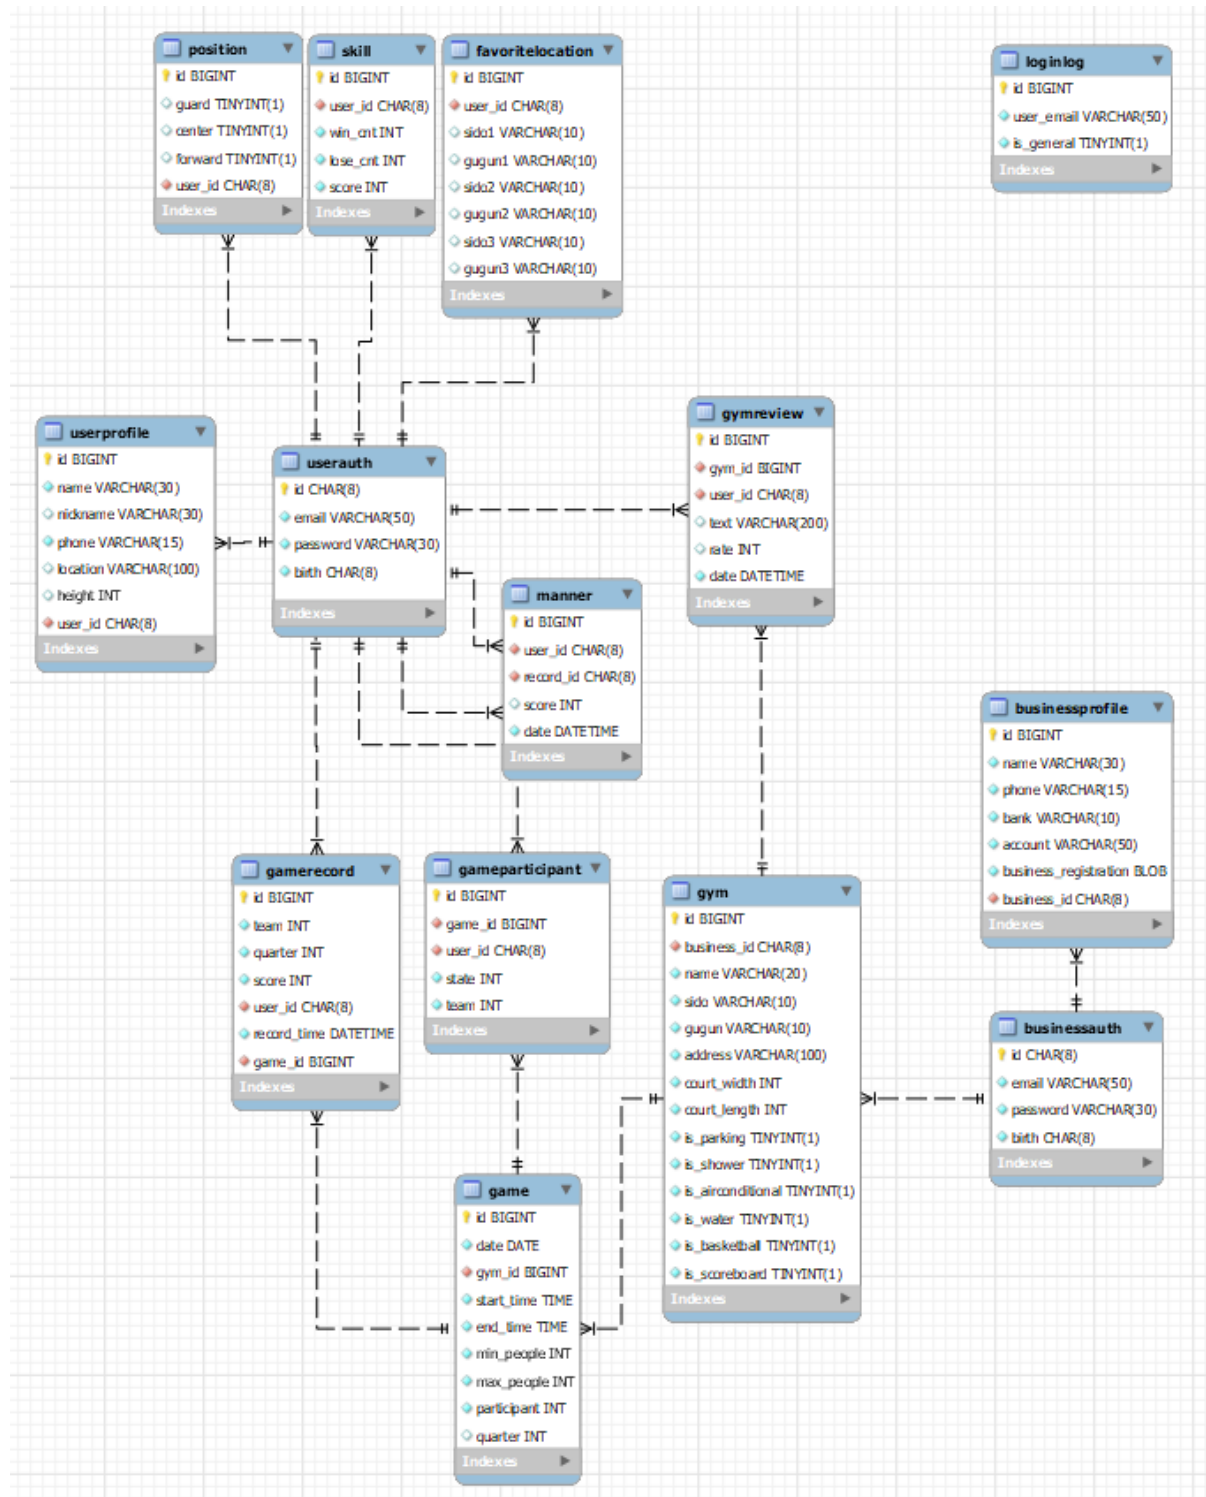 position
id BIGINT
guard TINYINT(1)
center TINYINT(1)
forward TINYINT(1)
user_id CHAR(8)
Indexes
skill
id BIGINT
user_id CHAR(8)
win_cnt INT
lose_cnt INT
score INT
Indexes
favoritelocation
id BIGINT
user_id CHAR(8)
sido1 VARCHAR(10)
gugun1 VARCHAR(10)
sido2 VARCHAR(10)
gugun2 VARCHAR(10)
sido3 VARCHAR(10)
gugun3 VARCHAR(10)
Indexes
loginlog
id BIGINT
user_email VARCHAR(50)
is_general TINYINT(1)
Indexes
userprofile
id BIGINT
name VARCHAR(30)
nickname VARCHAR(30)
phone VARCHAR(15)
location VARCHAR(100)
height INT
user_id CHAR(8)
Indexes
userauth
id CHAR(8)
email VARCHAR(50)
password VARCHAR(30)
birth CHAR(8)
Indexes
gymreview
id BIGINT
gym_id BIGINT
user_id CHAR(8)
text VARCHAR(200)
rate INT
date DATETIME
Indexes
manner
id BIGINT
user_id CHAR(8)
record_id CHAR(8)
score INT
date DATETIME
Indexes
businessprofile
id BIGINT
name VARCHAR(30)
phone VARCHAR(15)
bank VARCHAR(10)
account VARCHAR(50)
business_registration BLOB
business_id CHAR(8)
Indexes
gamerecord
id BIGINT
team INT
quarter INT
score INT
user_id CHAR(8)
record_time DATETIME
game_id BIGINT
Indexes
gameparticipant
id BIGINT
game_id BIGINT
user_id CHAR(8)
state INT
team INT
Indexes
gym
id BIGINT
business_id CHAR(8)
name VARCHAR(20)
sido VARCHAR(10)
gugun VARCHAR(10)
address VARCHAR(100)
court_width INT
court_length INT
is_parking TINYINT(1)
is_shower TINYINT(1)
is_airconditional TINYINT(1)
is_water TINYINT(1)
is_basketball TINYINT(1)
is_scoreboard TINYINT(1)
Indexes
businessauth
id CHAR(8)
email VARCHAR(50)
password VARCHAR(30)
birth CHAR(8)
Indexes
game
id BIGINT
date DATE
gym_id BIGINT
start_time TIME
end_time TIME
min_people INT
max_people INT
participant INT
quarter INT
Indexes